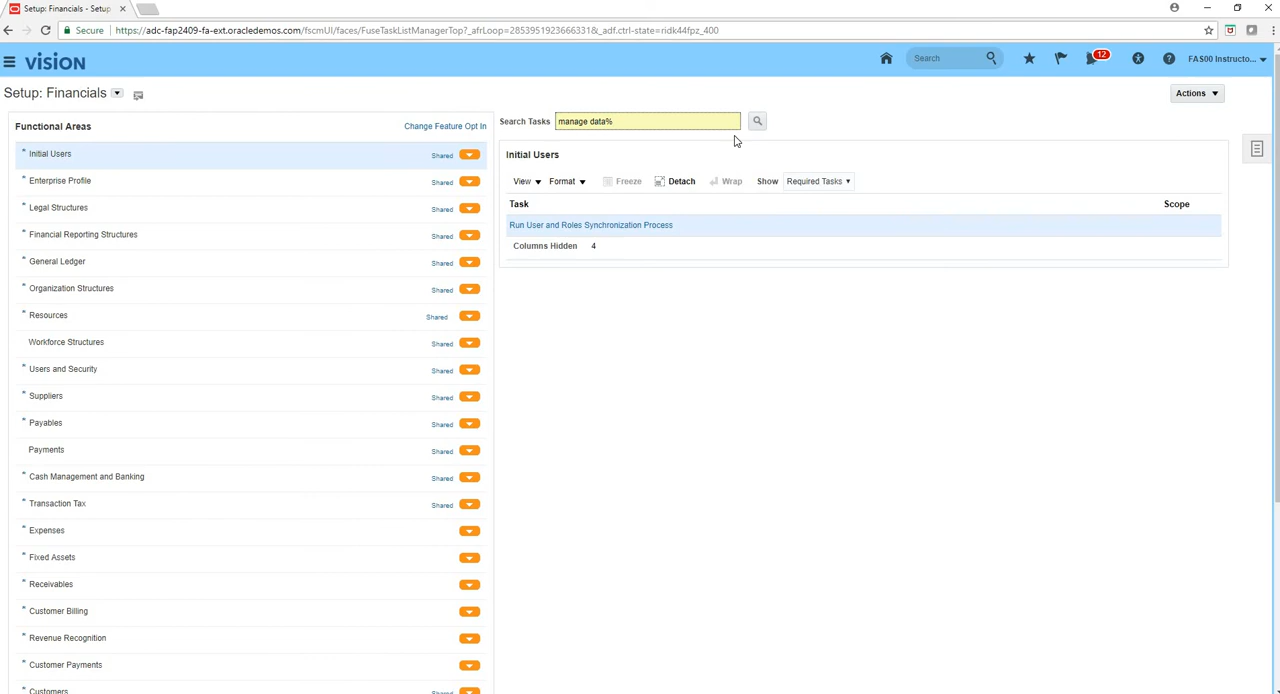 Setup: Financials - Setup
Secure
https://adc-fap2409-fa-ext.oracledemos.com/fscmUI/faces/FuseTaskListManagerTop?_afrLoop=28539519236663331&_adf.ctrl-state=ridk44fpz_400
VISION
Search
12
FAS00 Instructo...
Setup: Financials
Actions
Functional Areas
Change Feature Opt In
Search Tasks
manage data%
Initial Users
Shared
Enterprise Profile
Shared
Legal Structures
Shared
Financial Reporting Structures
Shared
General Ledger
Shared
Organization Structures
Shared
Resources
Shared
Workforce Structures
Shared
Users and Security
Shared
Suppliers
Shared
Payables
Shared
Payments
Shared
Cash Management and Banking
Shared
Transaction Tax
Shared
Expenses
Fixed Assets
Receivables
Customer Billing
Revenue Recognition
Customer Payments
Customers
Shared
Initial Users
View
Format
Freeze
Detach
Wrap
Show
Required Tasks
Task
Scope
Run User and Roles Synchronization Process
Columns Hidden 4